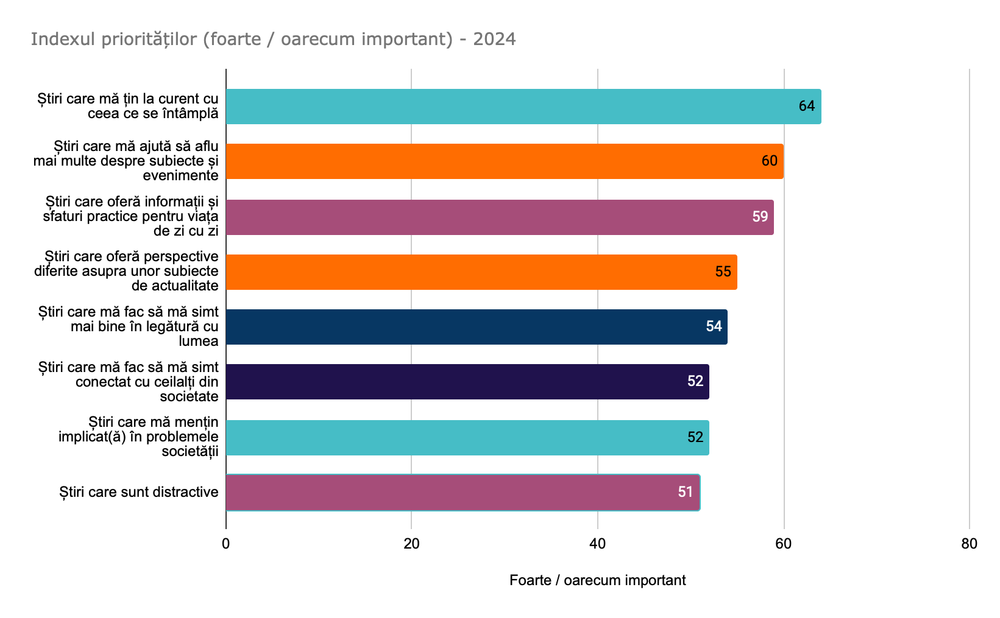 Indexul priorităților (foarte / oarecum important) - 2024
Știri care mă țin la curent cu
ceea ce se întâmplă
64
Știri care mă ajută să aflu
mai multe despre subiecte și
evenimente
60
Știri care oferă informații și
sfaturi practice pentru viața
de zi cu zi
59
Știri care oferă perspective
diferite asupra unor subiecte
de actualitate
55
Știri care mă fac să mă simt
mai bine în legătură cu
lumea
54
Știri care mă fac să mă simt
conectat cu ceilalți din
societate
52
Știri care mă mențin
implicat(ă) în problemele
societății
52
Știri care sunt distractive
51
0 20 40 60 80
Foarte / oarecum important